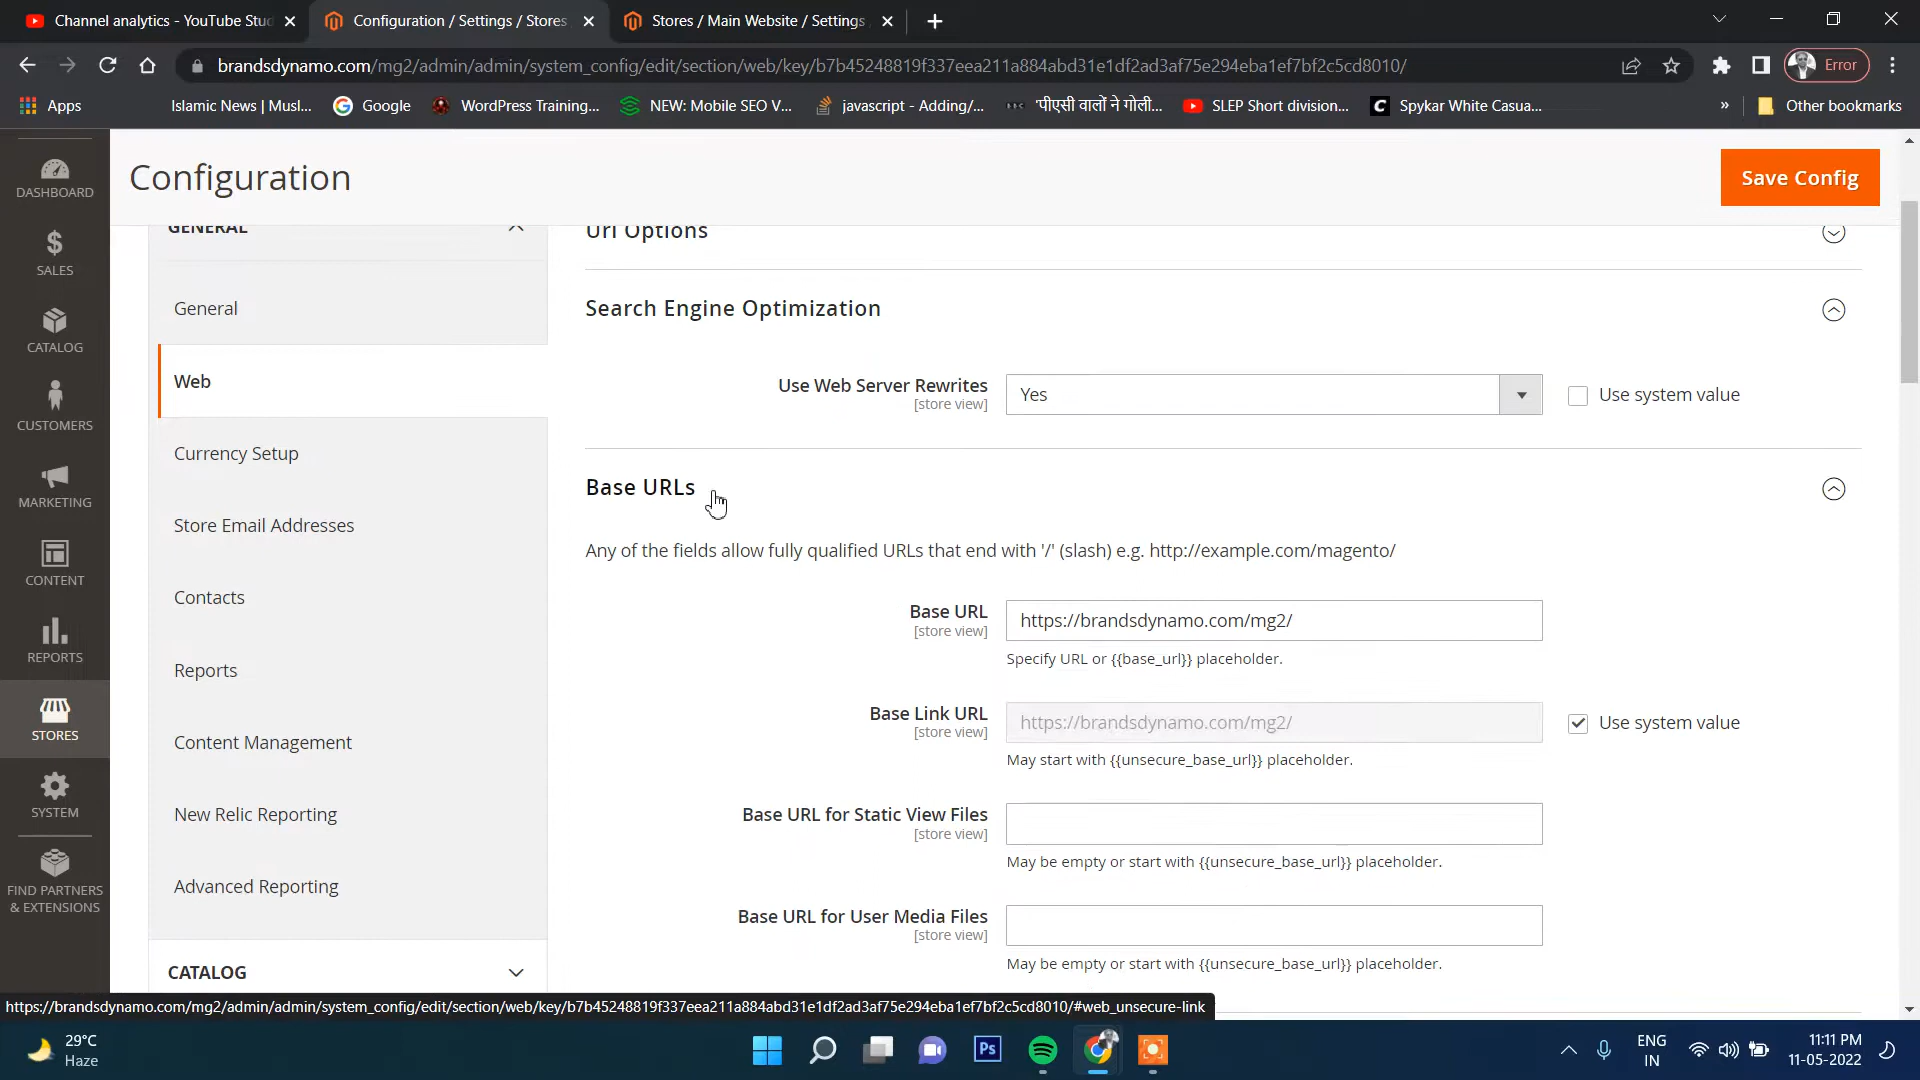 Channel analytics - YouTube Stu
Configuration / Settings / Stores
Stores / Main Website / Settings
brandsdynamo.com/mg2/admin/admin/system_config/edit/section/web/key/b7b45248819f337eea211a884abd31e1df2ad3af75e294eba1ef7bf2c5cd8010/
Error
Apps
Islamic News | Musl...
Google
WordPress Training...
NEW: Mobile SEO V...
javascript - Adding/...
'पीएसी वालों ने गोली...
SLEP Short division...
Spykar White Casua...
»
Other bookmarks
DASHBOARD
SALES
CATALOG
CUSTOMERS
MARKETING
CONTENT
REPORTS
STORES
SYSTEM
FIND PARTNERS
& EXTENSIONS
Configuration
Save Config
GENERAL
General
Web
Currency Setup
Store Email Addresses
Contacts
Reports
Content Management
New Relic Reporting
Advanced Reporting
CATALOG
Url Options
Search Engine Optimization
Use Web Server Rewrites
[store view]
Yes
Use system value
Base URLs
Any of the fields allow fully qualified URLs that end with '/' (slash) e.g. http://example.com/magento/
Base URL
[store view]
https://brandsdynamo.com/mg2/
Specify URL or {{base_url}} placeholder.
Base Link URL
[store view]
https://brandsdynamo.com/mg2/
Use system value
May start with {{unsecure_base_url}} placeholder.
Base URL for Static View Files
[store view]
May be empty or start with {{unsecure_base_url}} placeholder.
Base URL for User Media Files
[store view]
May be empty or start with {{unsecure_base_url}} placeholder.
https://brandsdynamo.com/mg2/admin/admin/system_config/edit/section/web/key/b7b45248819f337eea211a884abd31e1df2ad3af75e294eba1ef7bf2c5cd8010/#web_unsecure-link
29°C
Haze
Ps
ENG
IN
11:11 PM
11-05-2022